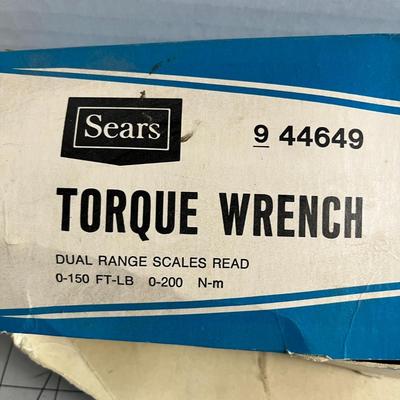 Sears
9 44649
TORQUE WRENCH
DUAL RANGE SCALES READ
0-150 FT-LB 0-200 N-m